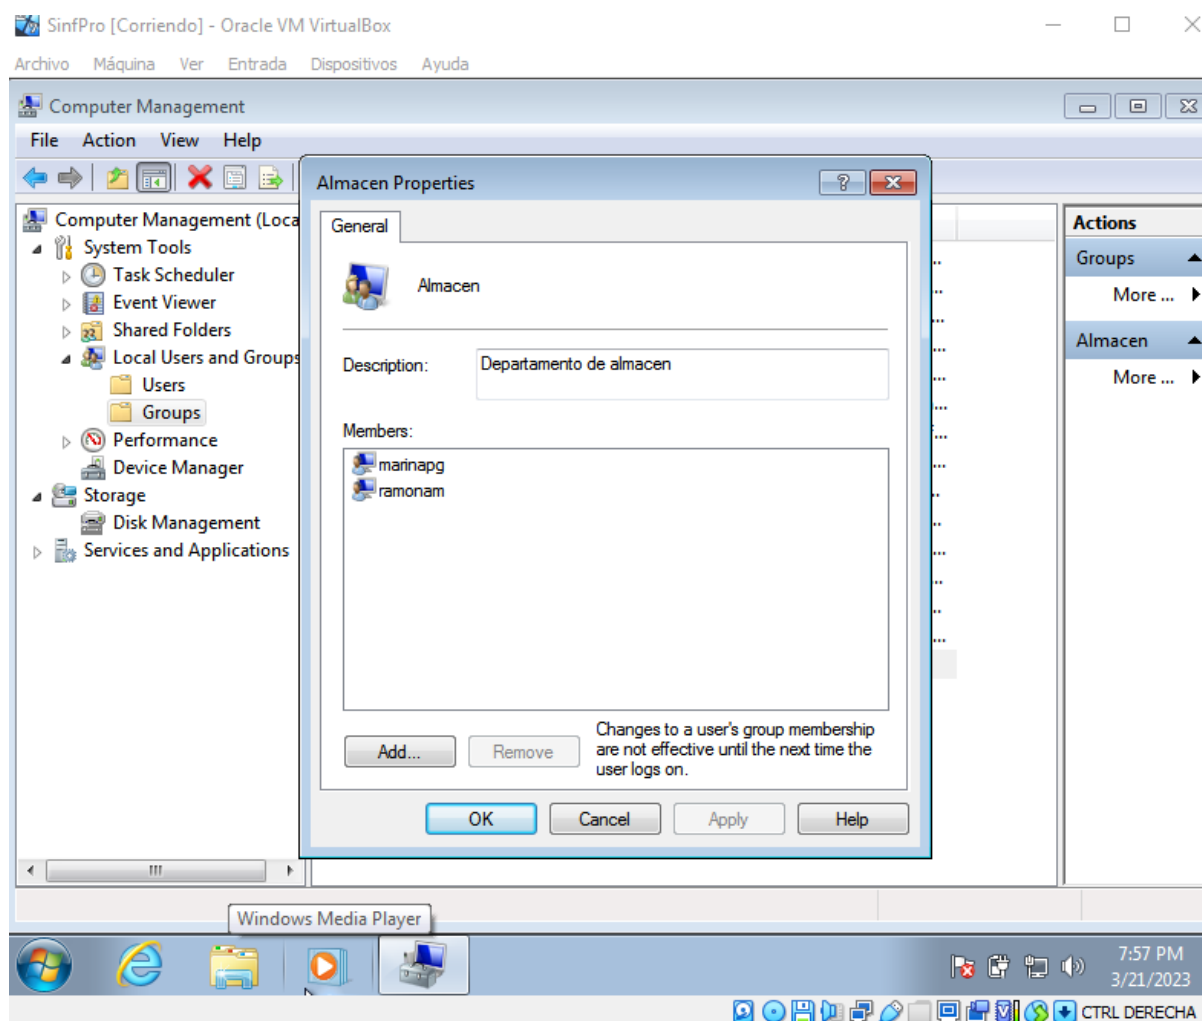 SinfPro [Corriendo] - Oracle VM VirtualBox
Archivo Máquina Ver Entrada Dispositivos Ayuda
Computer Management
File Action View Help
Almacen Properties
General
Almacen
Description: Departamento de almacen
Members:
marinapg
ramonam
Changes to a user's group membership
are not effective until the next time the
user logs on.
Add... Remove
OK Cancel Apply Help
Computer Management (Loca
System Tools
Task Scheduler
Event Viewer
Shared Folders
Local Users and Groups
Users
Groups
Performance
Device Manager
Storage
Disk Management
Services and Applications
Actions
Groups
More ...
Almacen
More ...
Windows Media Player
7:57 PM
3/21/2023
CTRL DERECHA